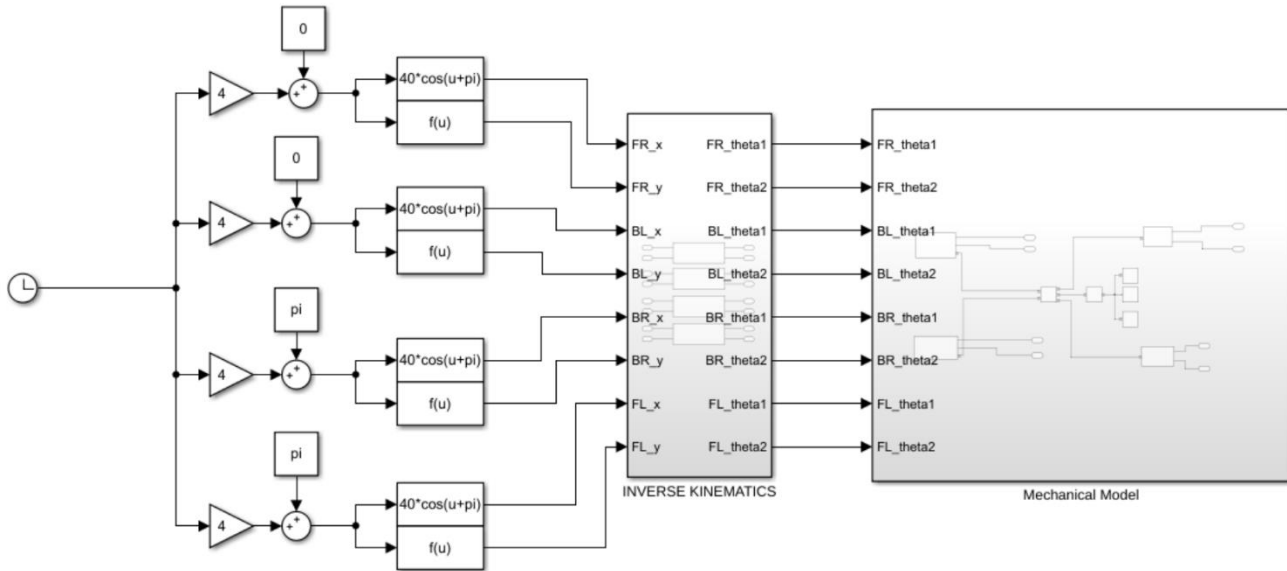 0
4
++
40*cos(u+pi)
f(u)
0
4
++
40*cos(u+pi)
f(u)
pi
4
++
40*cos(u+pi)
f(u)
pi
4
++
40*cos(u+pi)
f(u)
FR_x
FR_y
BL_x
BL_y
BR_x
BR_y
FL_x
FL_y
FR_theta1
FR_theta2
BL_theta1
BL_theta2
BR_theta1
BR_theta2
FL_theta1
FL_theta2
INVERSE KINEMATICS
FR_theta1
FR_theta2
BL_theta1
BL_theta2
BR_theta1
BR_theta2
FL_theta1
FL_theta2
Mechanical Model